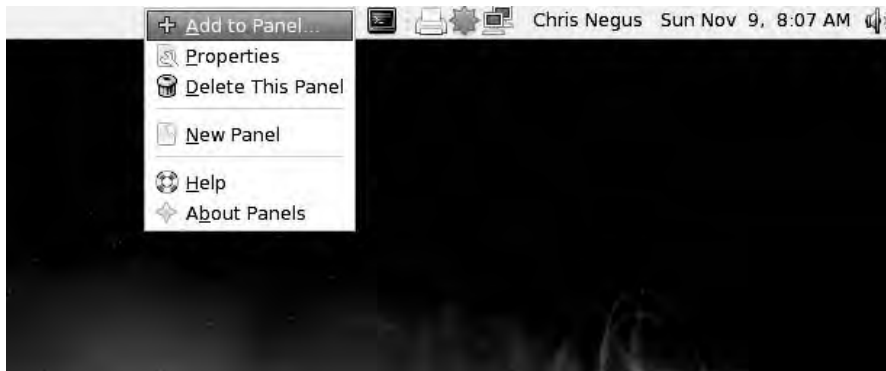 Add to Panel...
Chris Negus Sun Nov 9, 8:07 AM
Properties
Delete This Panel
New Panel
Help
About Panels